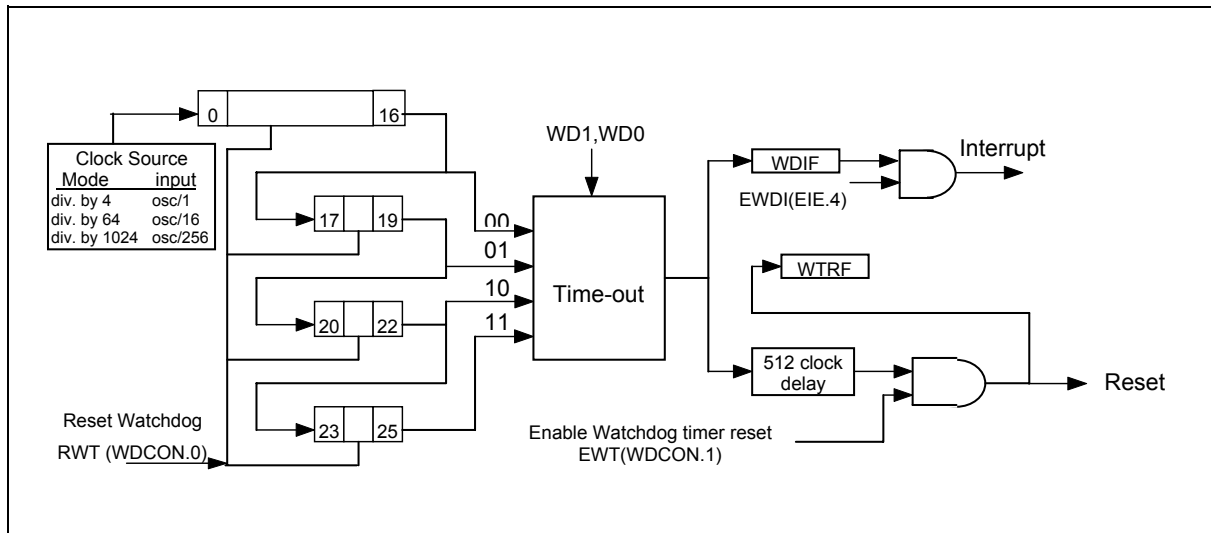 0 16
Clock Source
Mode input
div. by 4 osc/1
div. by 64 osc/16
div. by 1024 osc/256
17 19
20 22
23 25
Reset Watchdog
RWT (WDCON.0)
WD1,WD0
00
01
10
11
Time-out
WDIF
EWDI(EIE.4)
Interrupt
WTRF
512 clock
delay
Reset
Enable Watchdog timer reset
EWT(WDCON.1)